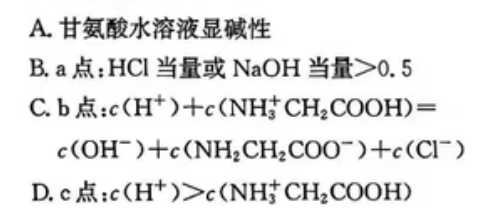 A. 甘氨酸水溶液显碱性
B. a 点:HCl 当量或 NaOH 当量>0.5
C. b 点:c(H⁺)+c(NH₃⁺CH₂COOH)=
c(OH⁻)+c(NH₂CH₂COO⁻)+c(Cl⁻)
D. c 点:c(H⁺)>c(NH₃⁺CH₂COOH)